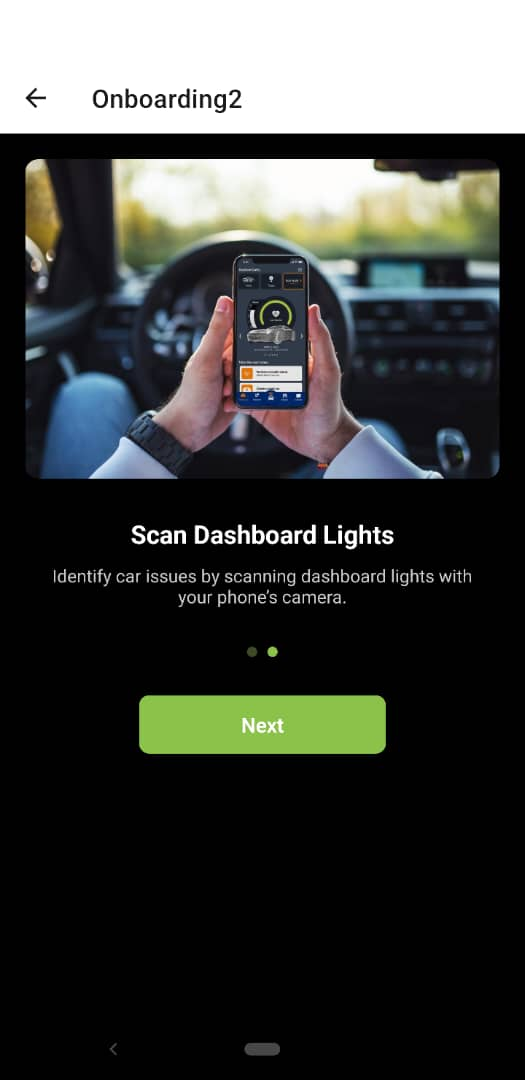 Onboarding2
Scan Dashboard Lights
Identify car issues by scanning dashboard lights with
your phone's camera.
Next